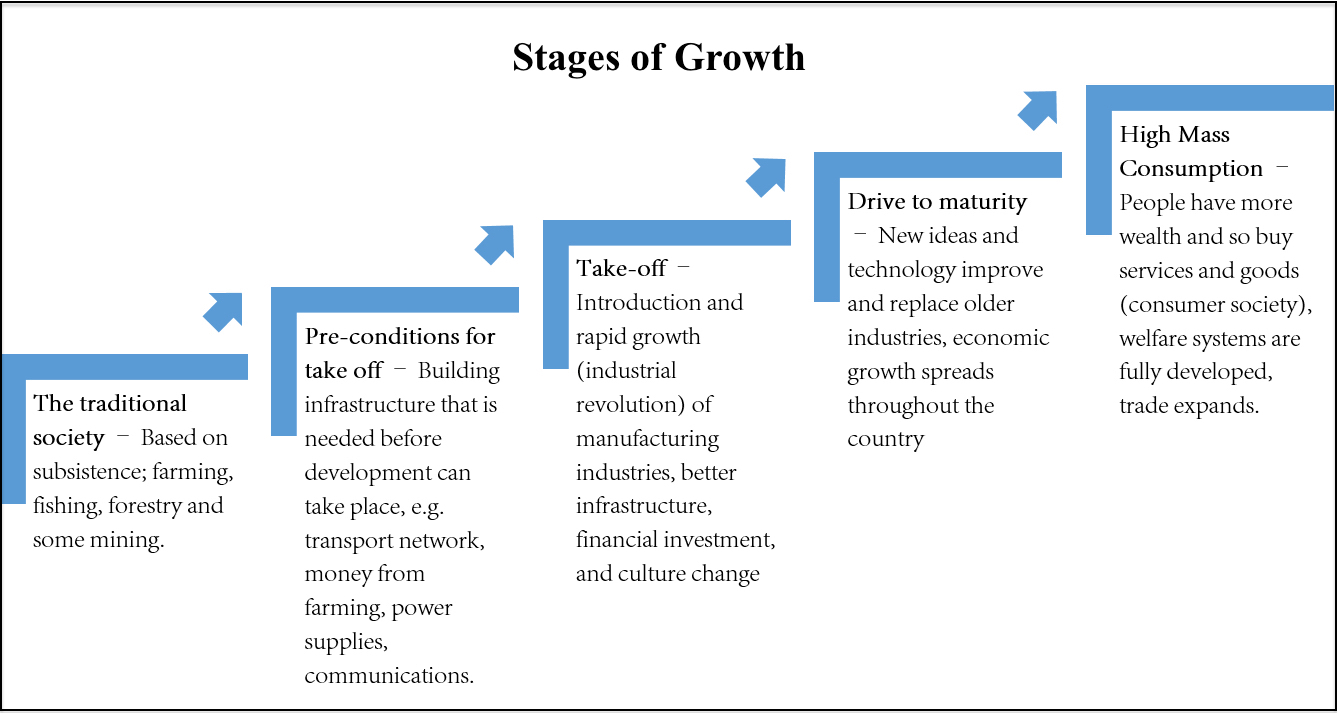 Stages of Growth
The traditional
society – Based on
subsistence; farming,
fishing, forestry and
some mining.
Pre-conditions for
take off – Building
infrastructure that is
needed before
development can
take place, e.g.
transport network,
money from
farming, power
supplies,
communications.
Take-off –
Introduction and
rapid growth
(industrial
revolution) of
manufacturing
industries, better
infrastructure,
financial investment,
and culture change
Drive to maturity
– New ideas and
technology improve
and replace older
industries, economic
growth spreads
throughout the
country
High Mass
Consumption –
People have more
wealth and so buy
services and goods
(consumer society),
welfare systems are
fully developed,
trade expands.